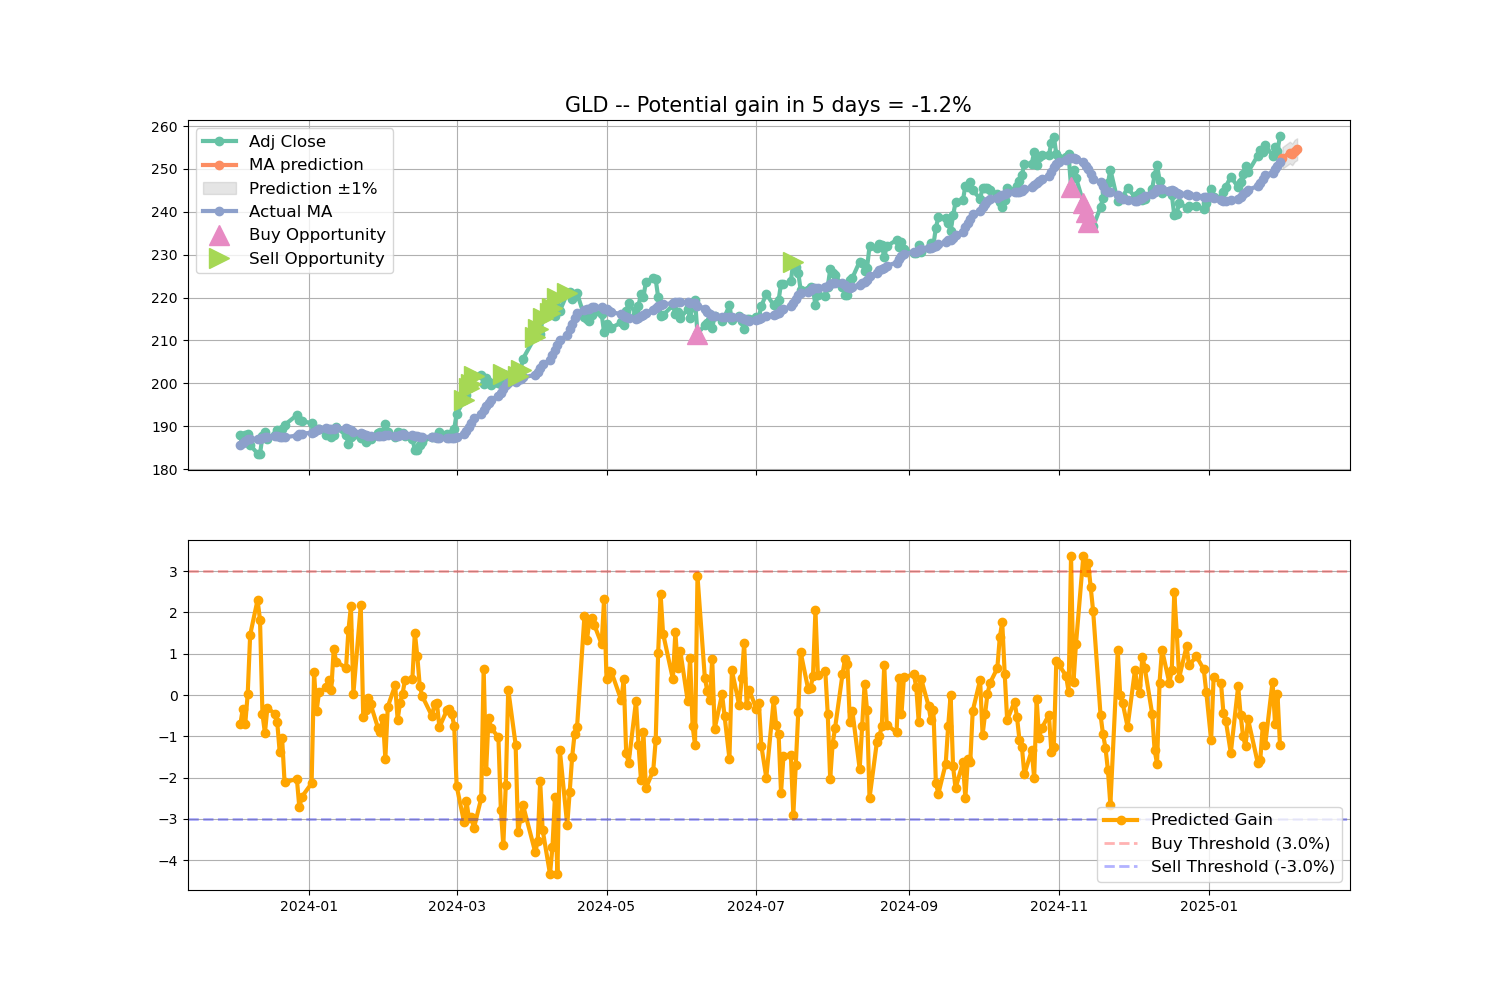 GLD -- Potential gain in 5 days = -1.2%
260
250
240
230
220
210
200
190
180
Adj Close
MA prediction
Prediction ±1%
Actual MA
Buy Opportunity
Sell Opportunity
3
2
1
0
−1
−2
−3
−4
Predicted Gain
Buy Threshold (3.0%)
Sell Threshold (-3.0%)
2024-01
2024-03
2024-05
2024-07
2024-09
2024-11
2025-01